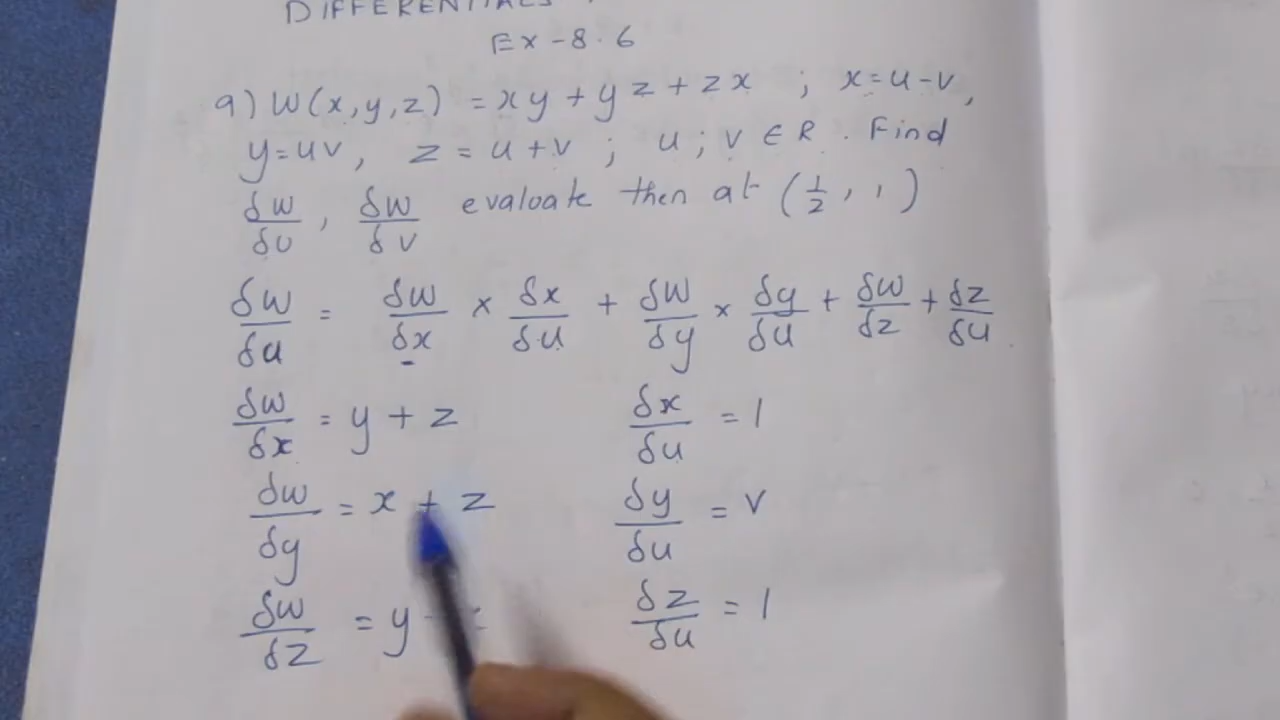 DIFFERENTIALS
Ex-8.6
9) W(x,y,z) = xy + yz + zx ; x=u-v,
y=uv, z = u+v ; u ; v ∈ R. Find
δw/δu, δw/δv evaluate then at (1/2, 1)
δw/δu = δw/δx × δx/δu + δw/δy × δy/δu + δw/δz + δz/δu
δw/δx = y + z δx/δu = 1
δw/δy = x + z δy/δu = v
δw/δz = y δz/δu = 1